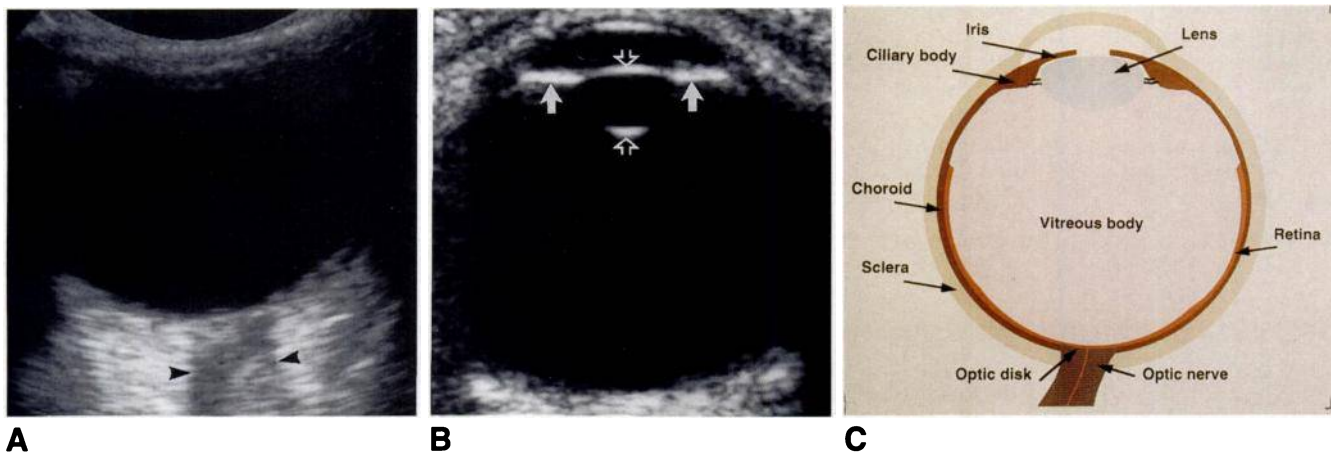 Iris
Lens
Ciliary body
Choroid
Vitreous body
Retina
Sclera
Optic disk
Optic nerve
A
B
C